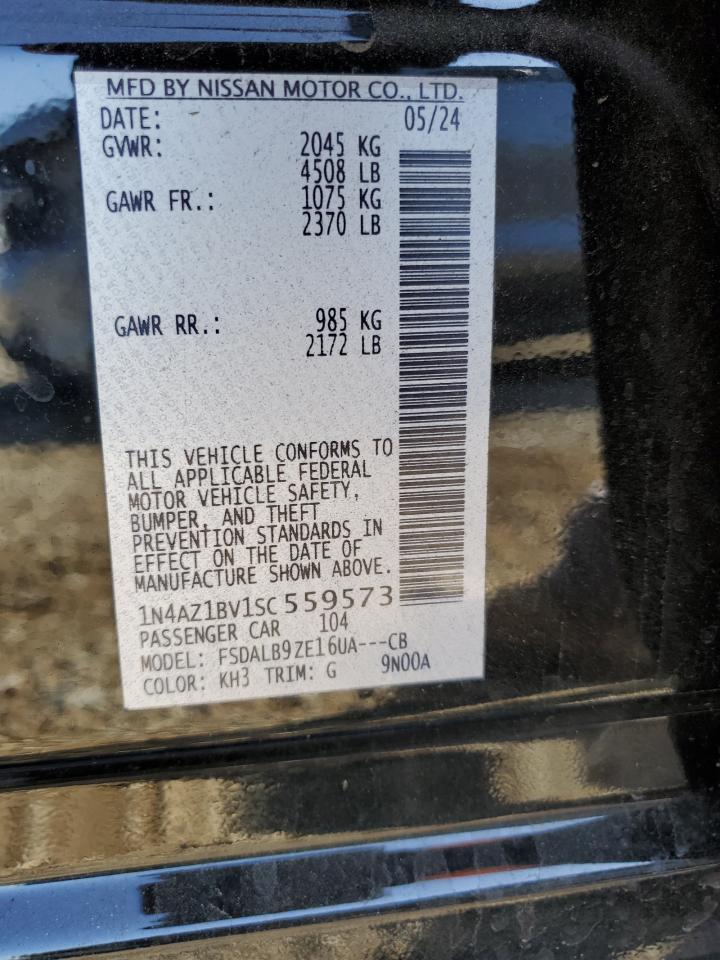 MFD BY NISSAN MOTOR CO., LTD.
DATE: 05/24
GVWR: 2045 KG
4508 LB
GAWR FR.: 1075 KG
2370 LB
GAWR RR.: 985 KG
2172 LB
THIS VEHICLE CONFORMS TO
ALL APPLICABLE FEDERAL
MOTOR VEHICLE SAFETY,
BUMPER, AND THEFT
PREVENTION STANDARDS IN
EFFECT ON THE DATE OF
MANUFACTURE SHOWN ABOVE.
1N4AZ1BV1SC559573
PASSENGER CAR 104
MODEL: FSDALB9ZE16UA---CB
COLOR: KH3 TRIM: G 9N00A